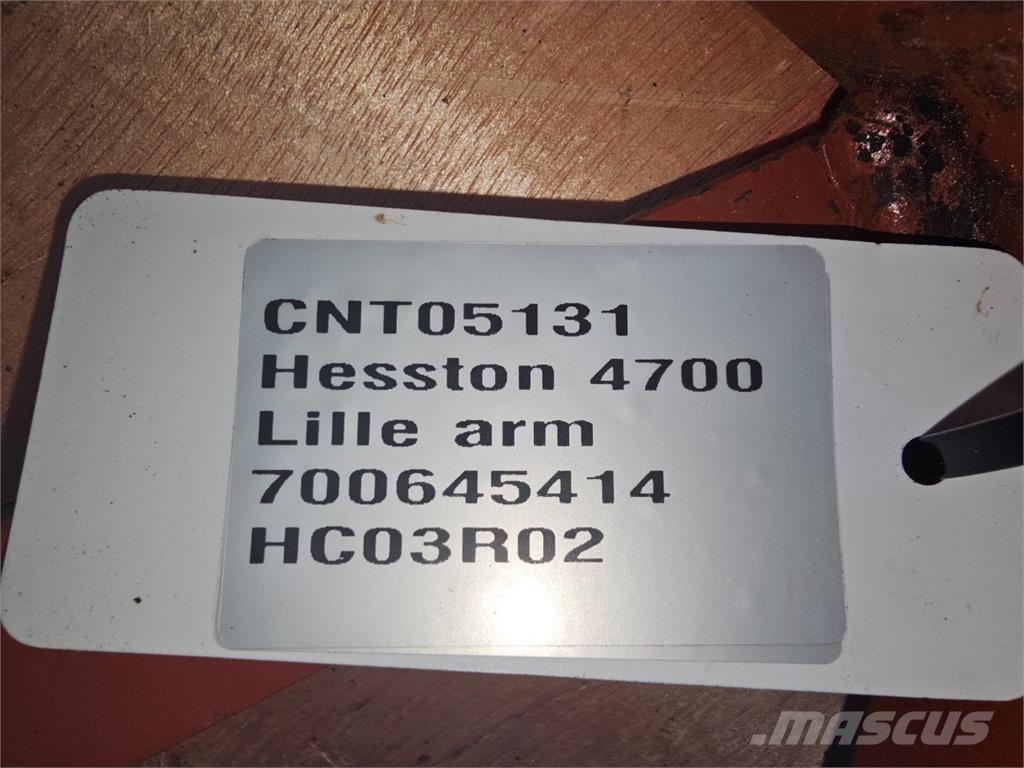 CNT05131
Hesston 4700
Lille arm
700645414
HC03R02
MASCUS